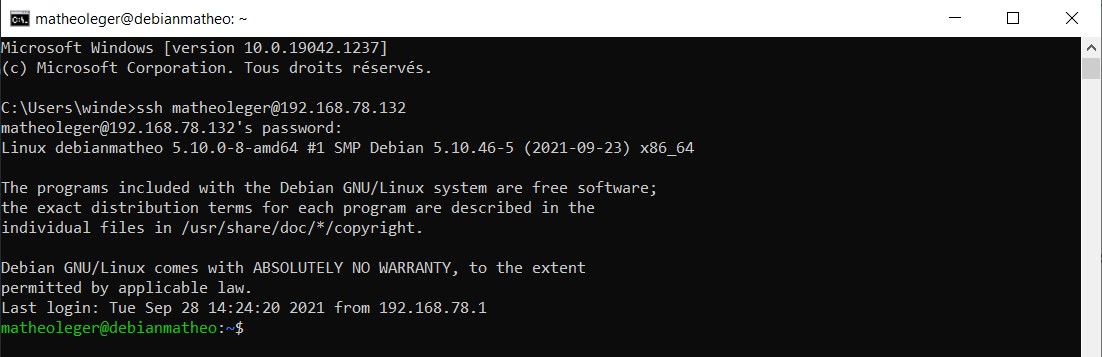 matheoleger@debianmatheo: ~
Microsoft Windows [version 10.0.19042.1237]
(c) Microsoft Corporation. Tous droits réservés.
C:\Users\winde>ssh matheoleger@192.168.78.132
matheoleger@192.168.78.132's password:
Linux debianmatheo 5.10.0-8-amd64 #1 SMP Debian 5.10.46-5 (2021-09-23) x86_64
The programs included with the Debian GNU/Linux system are free software;
the exact distribution terms for each program are described in the
individual files in /usr/share/doc/*/copyright.
Debian GNU/Linux comes with ABSOLUTELY NO WARRANTY, to the extent
permitted by applicable law.
Last login: Tue Sep 28 14:24:20 2021 from 192.168.78.1
matheoleger@debianmatheo:~$